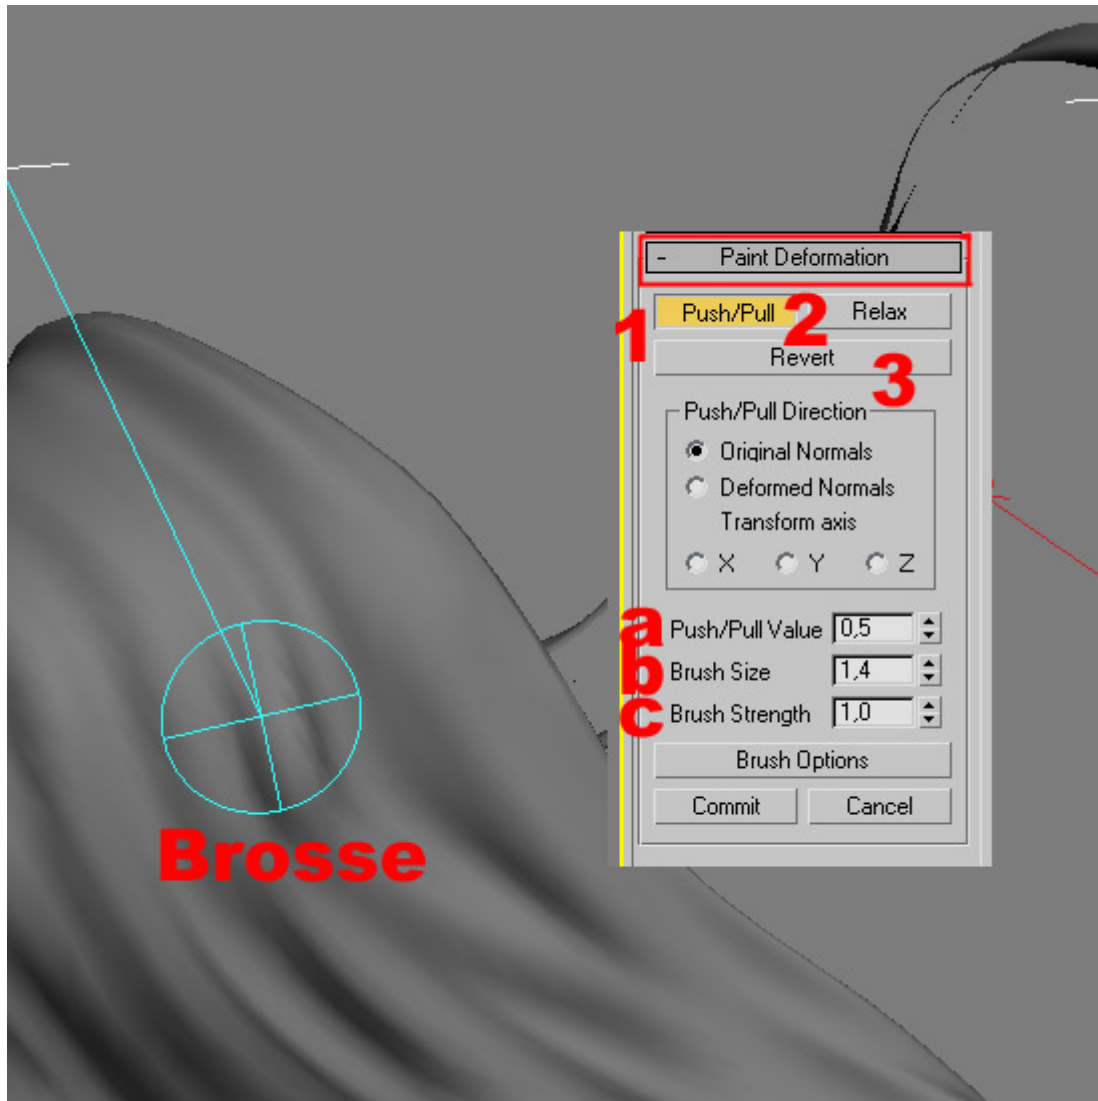 - Paint Deformation
1 Push/Pull 2 Relax
Revert 3
Push/Pull Direction
Original Normals
Deformed Normals
Transform axis
X Y Z
a Push/Pull Value 0,5
b Brush Size 1,4
c Brush Strength 1,0
Brush Options
Commit Cancel
Brosse